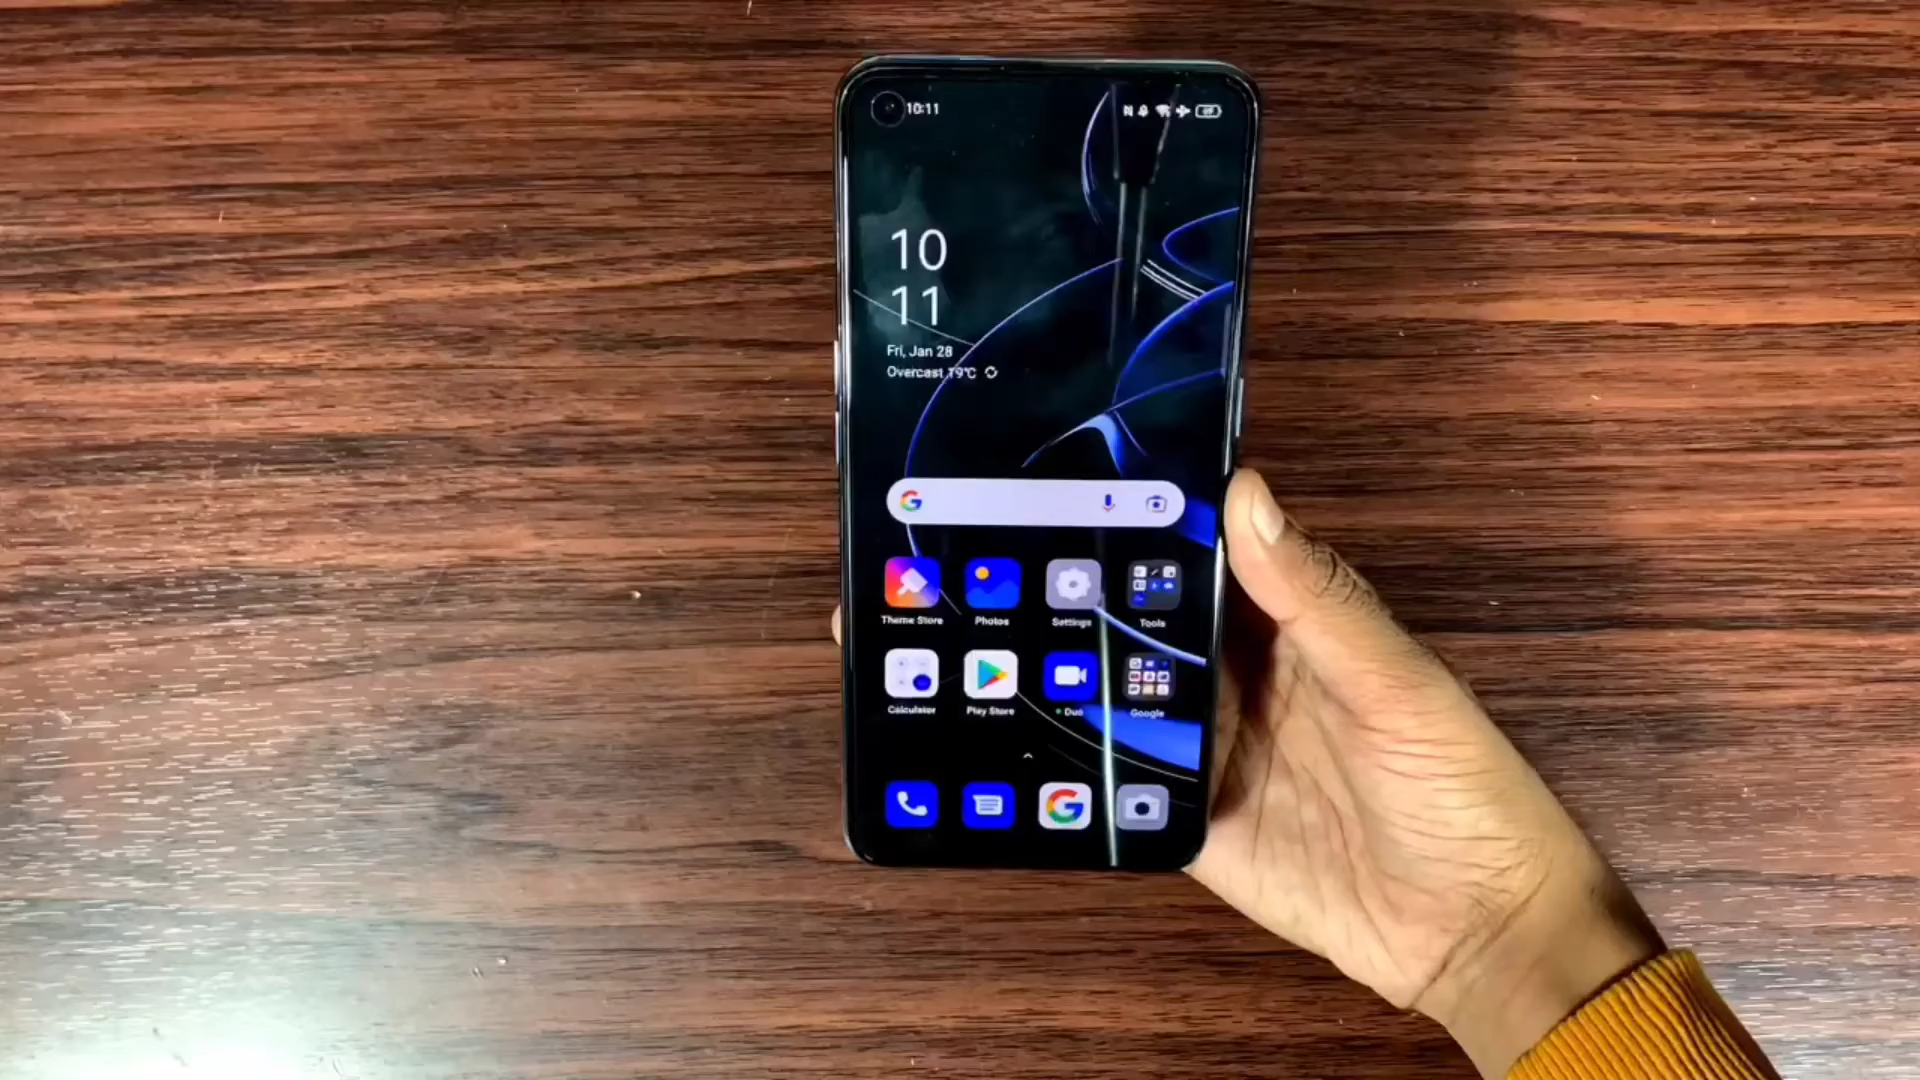 10:11
10
11
Fri, Jan 28
Overcast 19°C
Theme Store
Photos
Settings
Tools
Calculator
Play Store
Duo
Google